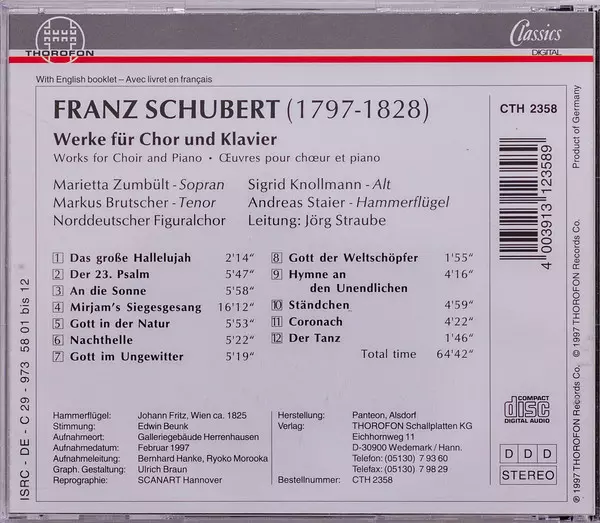 THOROFON
Classics
DIGITAL
With English booklet – Avec livret en français
FRANZ SCHUBERT (1797-1828)
Werke für Chor und Klavier
Works for Choir and Piano · Œuvres pour chœur et piano
Marietta Zumbült - Sopran
Sigrid Knollmann - Alt
Markus Brutscher - Tenor
Andreas Staier - Hammerflügel
Norddeutscher Figuralchor
Leitung: Jörg Straube
1 Das große Hallelujah 2'14"
2 Der 23. Psalm 5'47"
3 An die Sonne 5'58"
4 Mirjam's Siegesgesang 16'12"
5 Gott in der Natur 5'53"
6 Nachthelle 5'22"
7 Gott im Ungewitter 5'19"
8 Gott der Weltschöpfer 1'55"
9 Hymne an
den Unendlichen 4'16"
10 Ständchen 4'59"
11 Coronach 4'22"
12 Der Tanz 1'46"
Total time 64'42"
Hammerflügel: Johann Fritz, Wien ca. 1825
Stimmung: Edwin Beunk
Aufnahmeort: Galleriegebäude Herrenhausen
Aufnahmedatum: Februar 1997
Aufnahmeleitung: Bernhard Hanke, Ryoko Morooka
Graph. Gestaltung: Ulrich Braun
Reprographie: SCANART Hannover
Herstellung: Panteon, Alsdorf
Verlag: THOROFON Schallplatten KG
Eichhornweg 11
D-30900 Wedemark / Hann.
Telefon: (05130) 7 93 60
Telefax: (05130) 7 98 29
Bestellnummer: CTH 2358
CTH 2358
4 003913 123589
COMPACT
disc
DIGITAL AUDIO
D D D
STEREO
Product of Germany
℗ 1997 THOROFON Records Co. © 1997 THOROFON Records Co.
ISRC - DE - C 29 - 973 58 01 bis 12